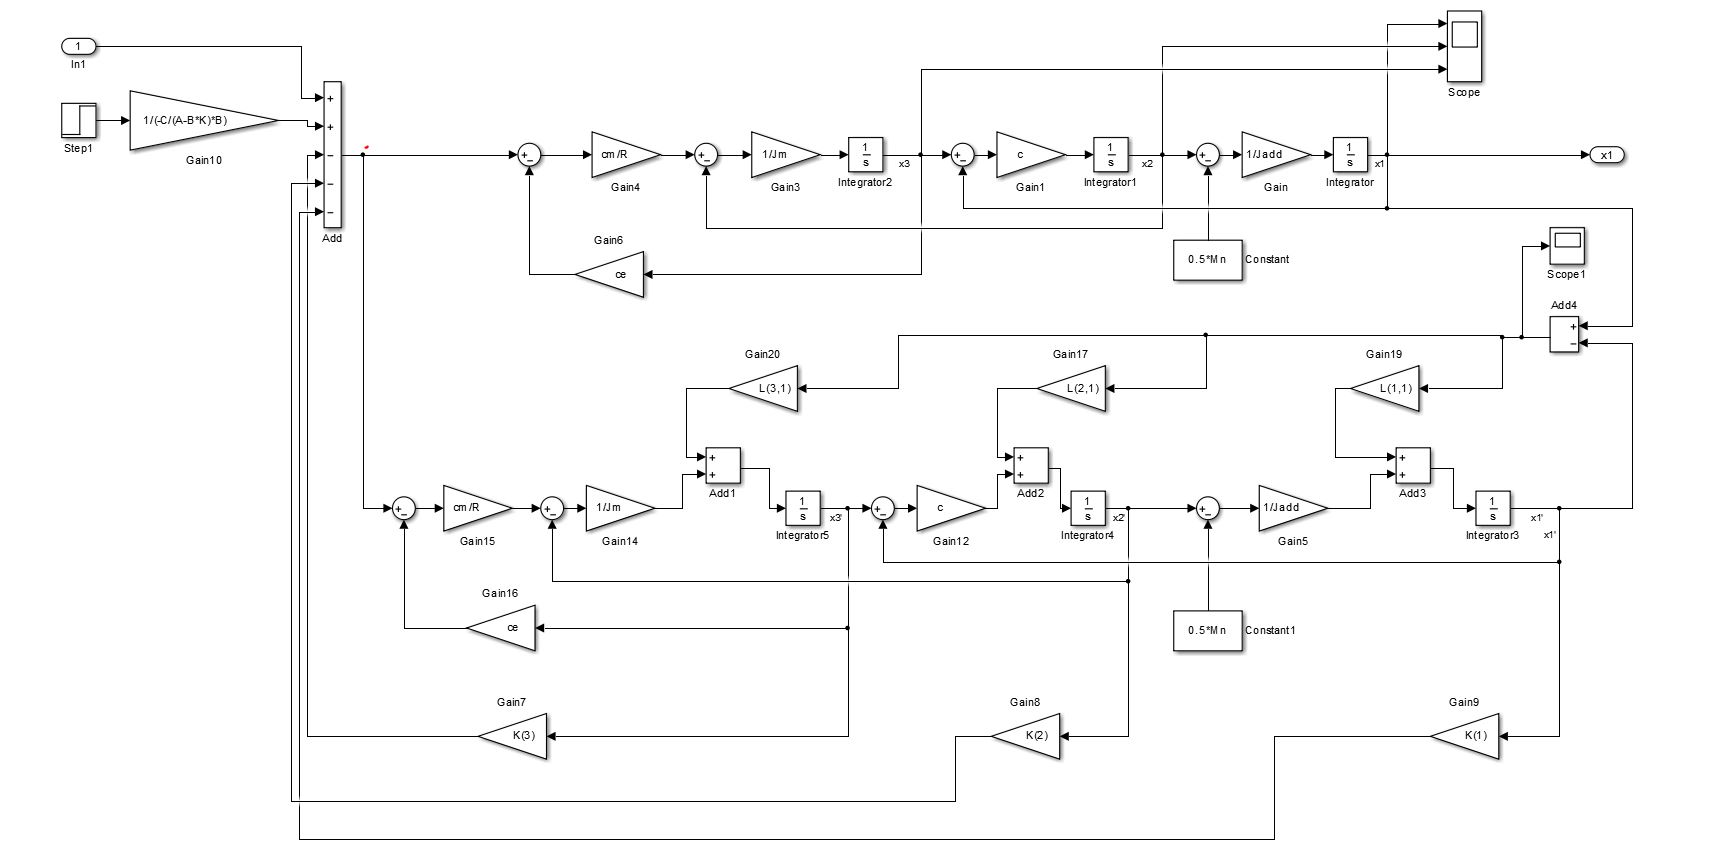 1
In1
Step1
1/(-C/(A-B*K)*B)
Gain10
+
+
−
−
−
Add
+
−
cm/R
Gain4
+
−
1/Jm
Gain3
1
s
Integrator2
x3
+
−
c
Gain1
1
s
Integrator1
x2
+
−
1/Jadd
Gain
1
s
Integrator
x1
Scope
x1
Gain6
ce
0.5*Mn
Constant
Scope1
Add4
+
−
Gain20
L(3,1)
Gain17
L(2,1)
Gain19
L(1,1)
+
−
cm/R
Gain15
+
−
1/Jm
Gain14
+
+
Add1
1
s
Integrator5
x3'
+
−
c
Gain12
+
+
Add2
1
s
Integrator4
x2'
+
−
1/Jadd
Gain5
+
+
Add3
1
s
Integrator3
x1'
x1'
Gain16
ce
0.5*Mn
Constant1
Gain7
K(3)
Gain8
K(2)
Gain9
K(1)